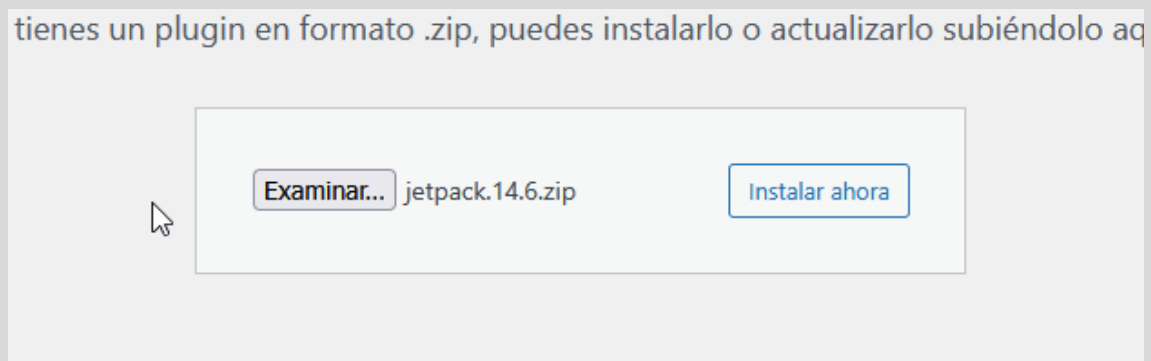 tienes un plugin en formato .zip, puedes instalarlo o actualizarlo subiéndolo
Examinar... jetpack.14.6.zip Instalar ahora